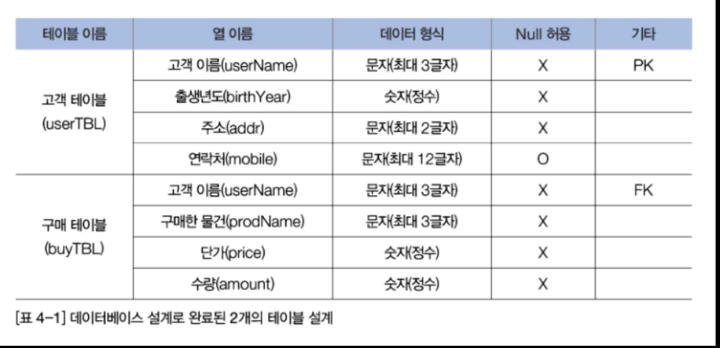 테이블 이름 열 이름 데이터 형식 Null 허용 기타
고객 테이블
(userTBL)
고객 이름(userName) 문자(최대 3글자) X PK
출생년도(birthYear) 숫자(정수) X
주소(addr) 문자(최대 2글자) X
연락처(mobile) 문자(최대 12글자) O
구매 테이블
(buyTBL)
고객 이름(userName) 문자(최대 3글자) X FK
구매한 물건(prodName) 문자(최대 3글자) X
단가(price) 숫자(정수) X
수량(amount) 숫자(정수) X
[표 4-1] 데이터베이스 설계로 완료된 2개의 테이블 설계